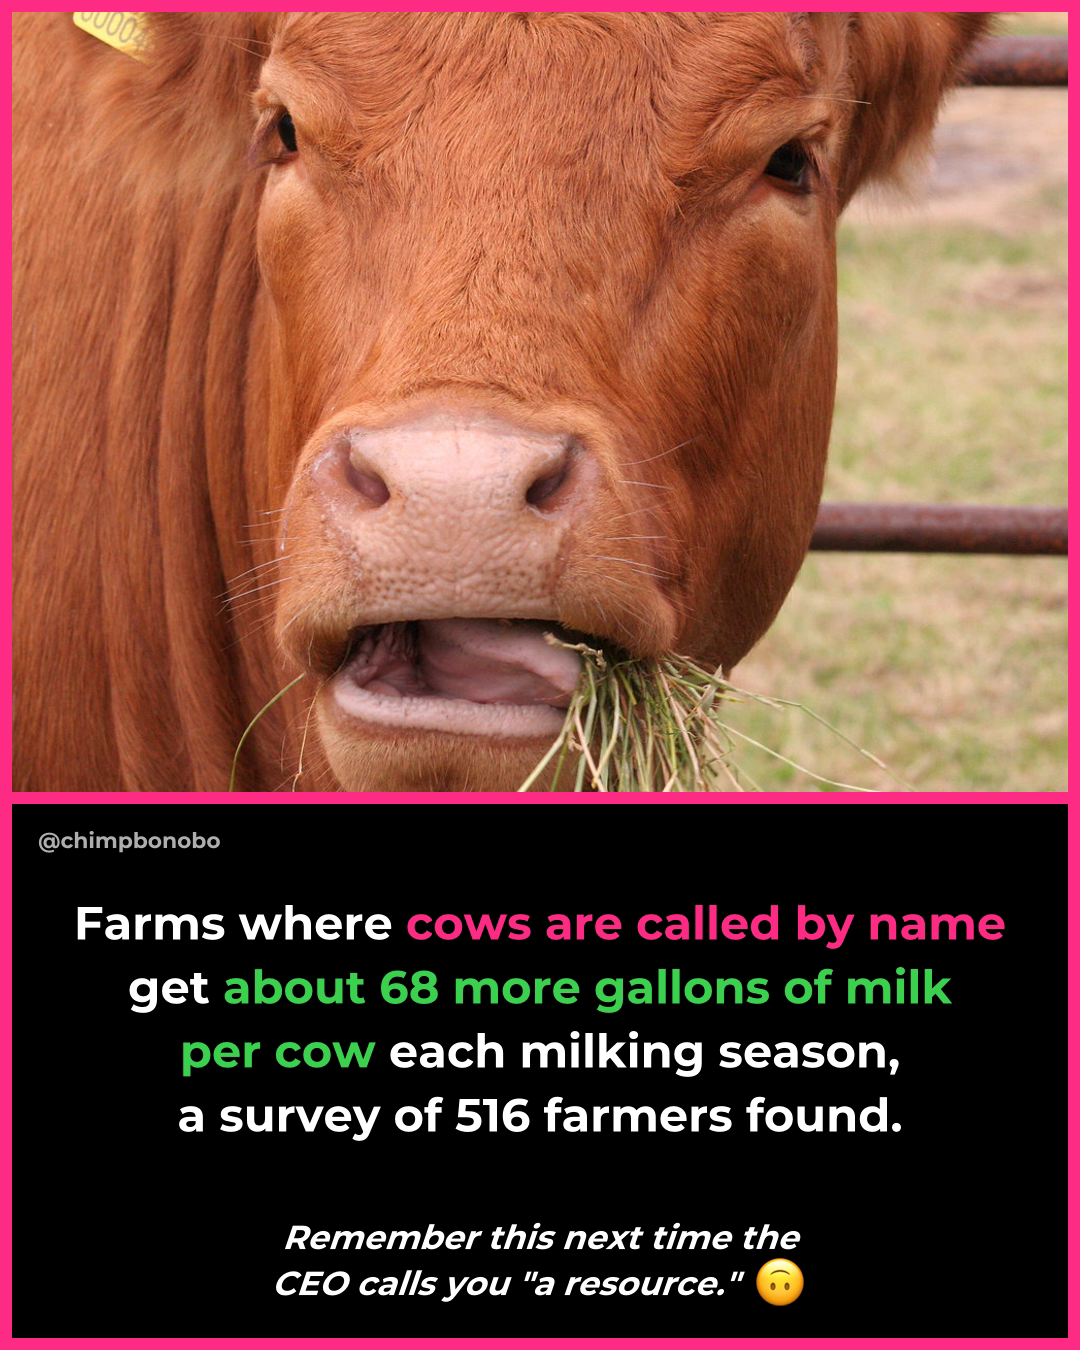 @chimpbonobo
Farms where cows are called by name
get about 68 more gallons of milk
per cow each milking season,
a survey of 516 farmers found.
Remember this next time the
CEO calls you "a resource." 🙃